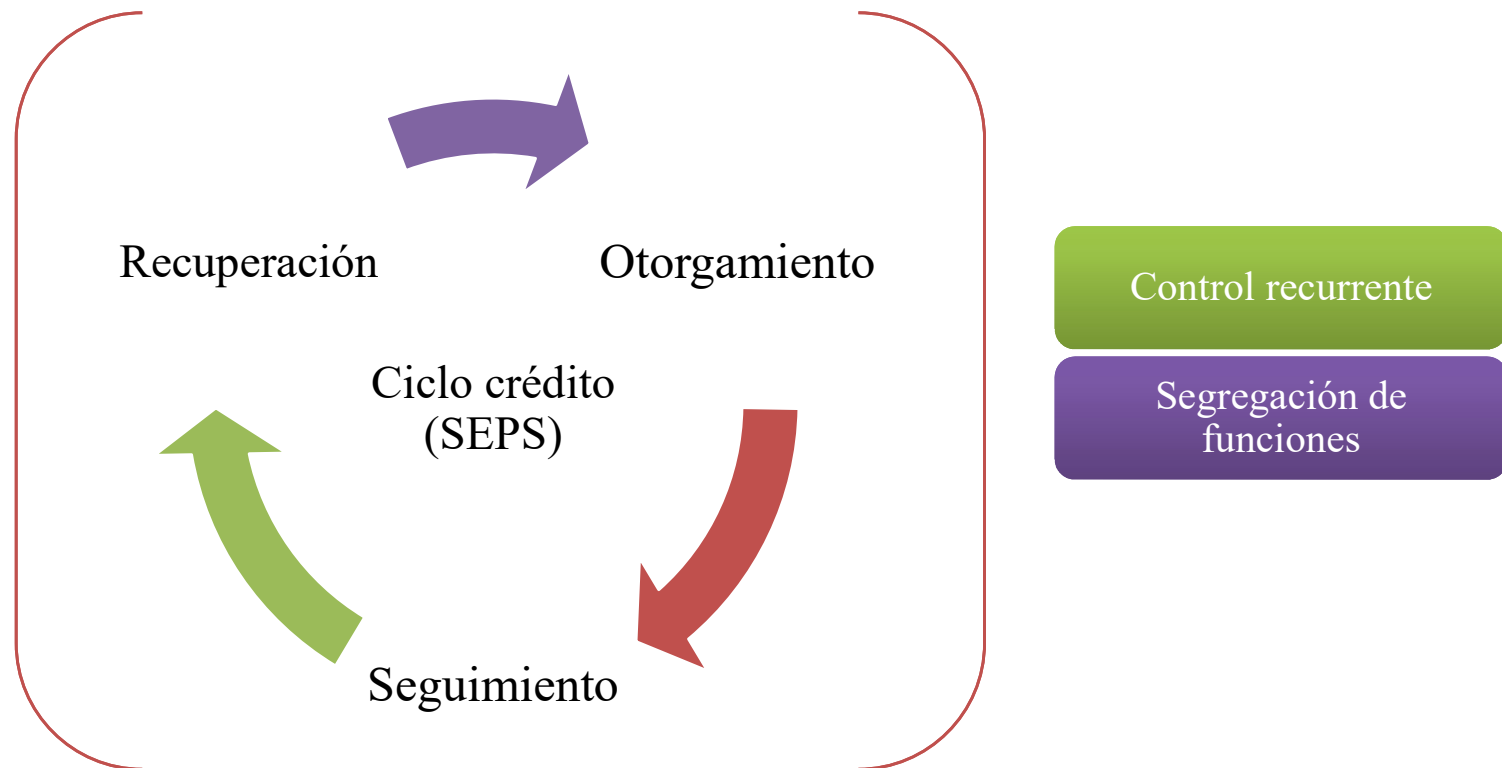 Recuperación
Otorgamiento
Ciclo crédito
(SEPS)
Seguimiento
Control recurrente
Segregación de
funciones